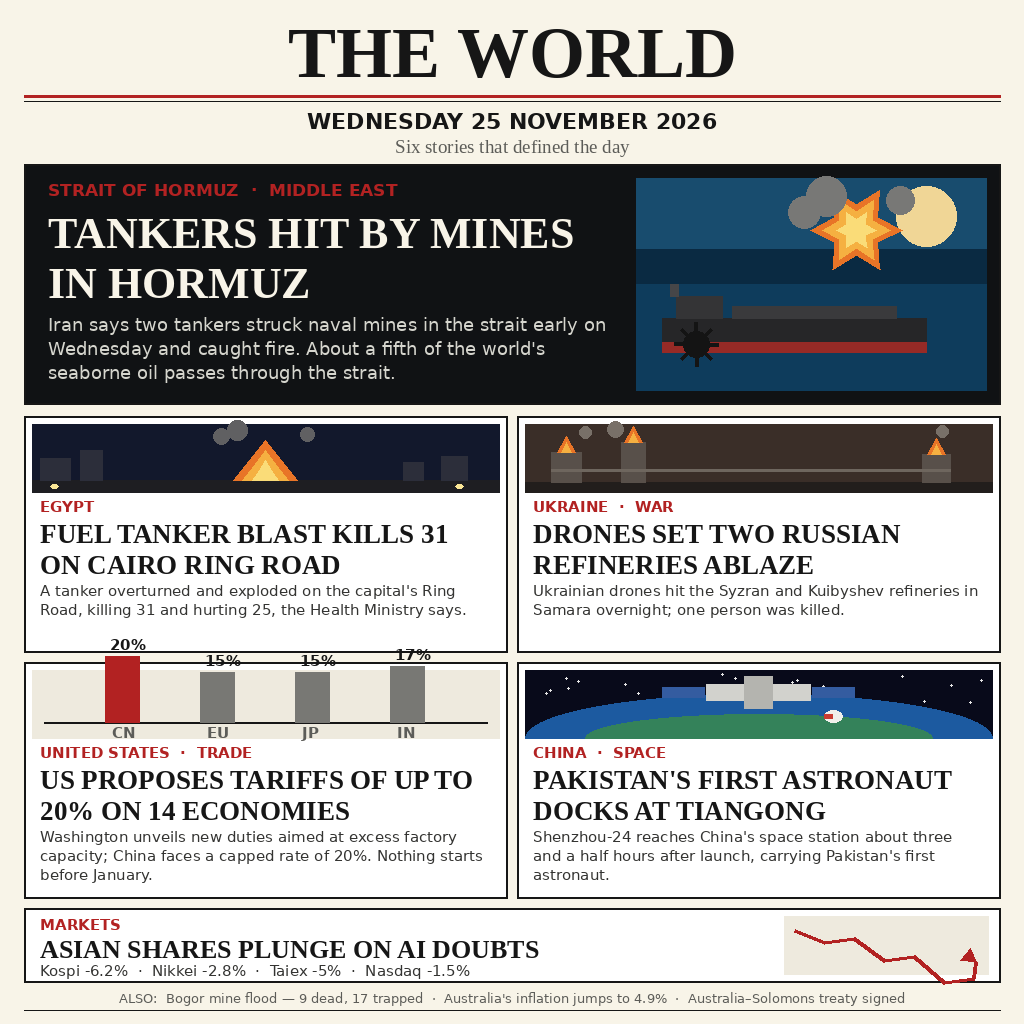 THE WORLD
WEDNESDAY 25 NOVEMBER 2026
Six stories that defined the day
STRAIT OF HORMUZ · MIDDLE EAST
TANKERS HIT BY MINES
IN HORMUZ
Iran says two tankers struck naval mines in the strait early on
Wednesday and caught fire. About a fifth of the world's
seaborne oil passes through the strait.
EGYPT
FUEL TANKER BLAST KILLS 31
ON CAIRO RING ROAD
A tanker overturned and exploded on the capital's Ring
Road, killing 31 and hurting 25, the Health Ministry says.
UKRAINE · WAR
DRONES SET TWO RUSSIAN
REFINERIES ABLAZE
Ukrainian drones hit the Syzran and Kuibyshev refineries in
Samara overnight; one person was killed.
20% 15% 15% 17%
CN EU JP IN
UNITED STATES · TRADE
US PROPOSES TARIFFS OF UP TO
20% ON 14 ECONOMIES
Washington unveils new duties aimed at excess factory
capacity; China faces a capped rate of 20%. Nothing starts
before January.
CHINA · SPACE
PAKISTAN'S FIRST ASTRONAUT
DOCKS AT TIANGONG
Shenzhou-24 reaches China's space station about three
and a half hours after launch, carrying Pakistan's first
astronaut.
MARKETS
ASIAN SHARES PLUNGE ON AI DOUBTS
Kospi -6.2% · Nikkei -2.8% · Taiex -5% · Nasdaq -1.5%
ALSO: Bogor mine flood — 9 dead, 17 trapped · Australia's inflation jumps to 4.9% · Australia–Solomons treaty signed